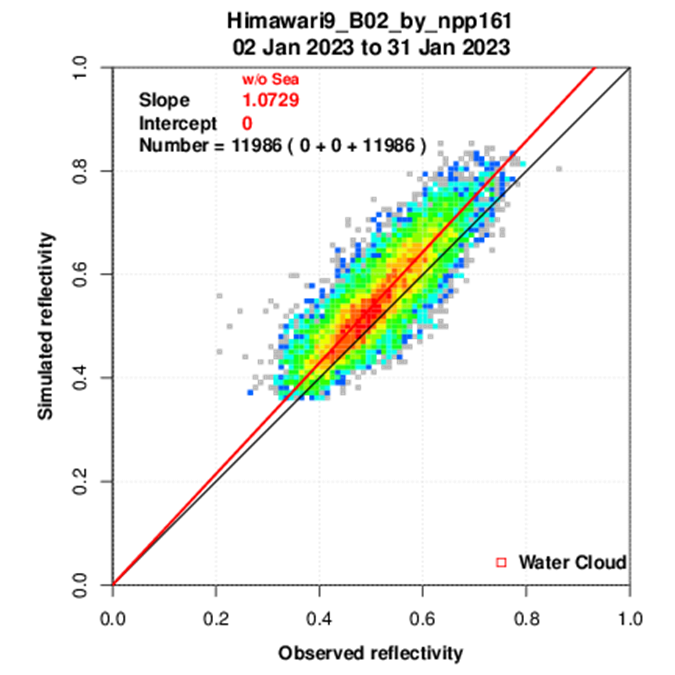 Himawari9_B02_by_npp161
02 Jan 2023 to 31 Jan 2023
w/o Sea
Slope 1.0729
Intercept 0
Number = 11986 ( 0 + 0 + 11986 )
1.0
0.8
0.6
0.4
0.2
0.0
Simulated reflectivity
Water Cloud
0.0 0.2 0.4 0.6 0.8 1.0
Observed reflectivity